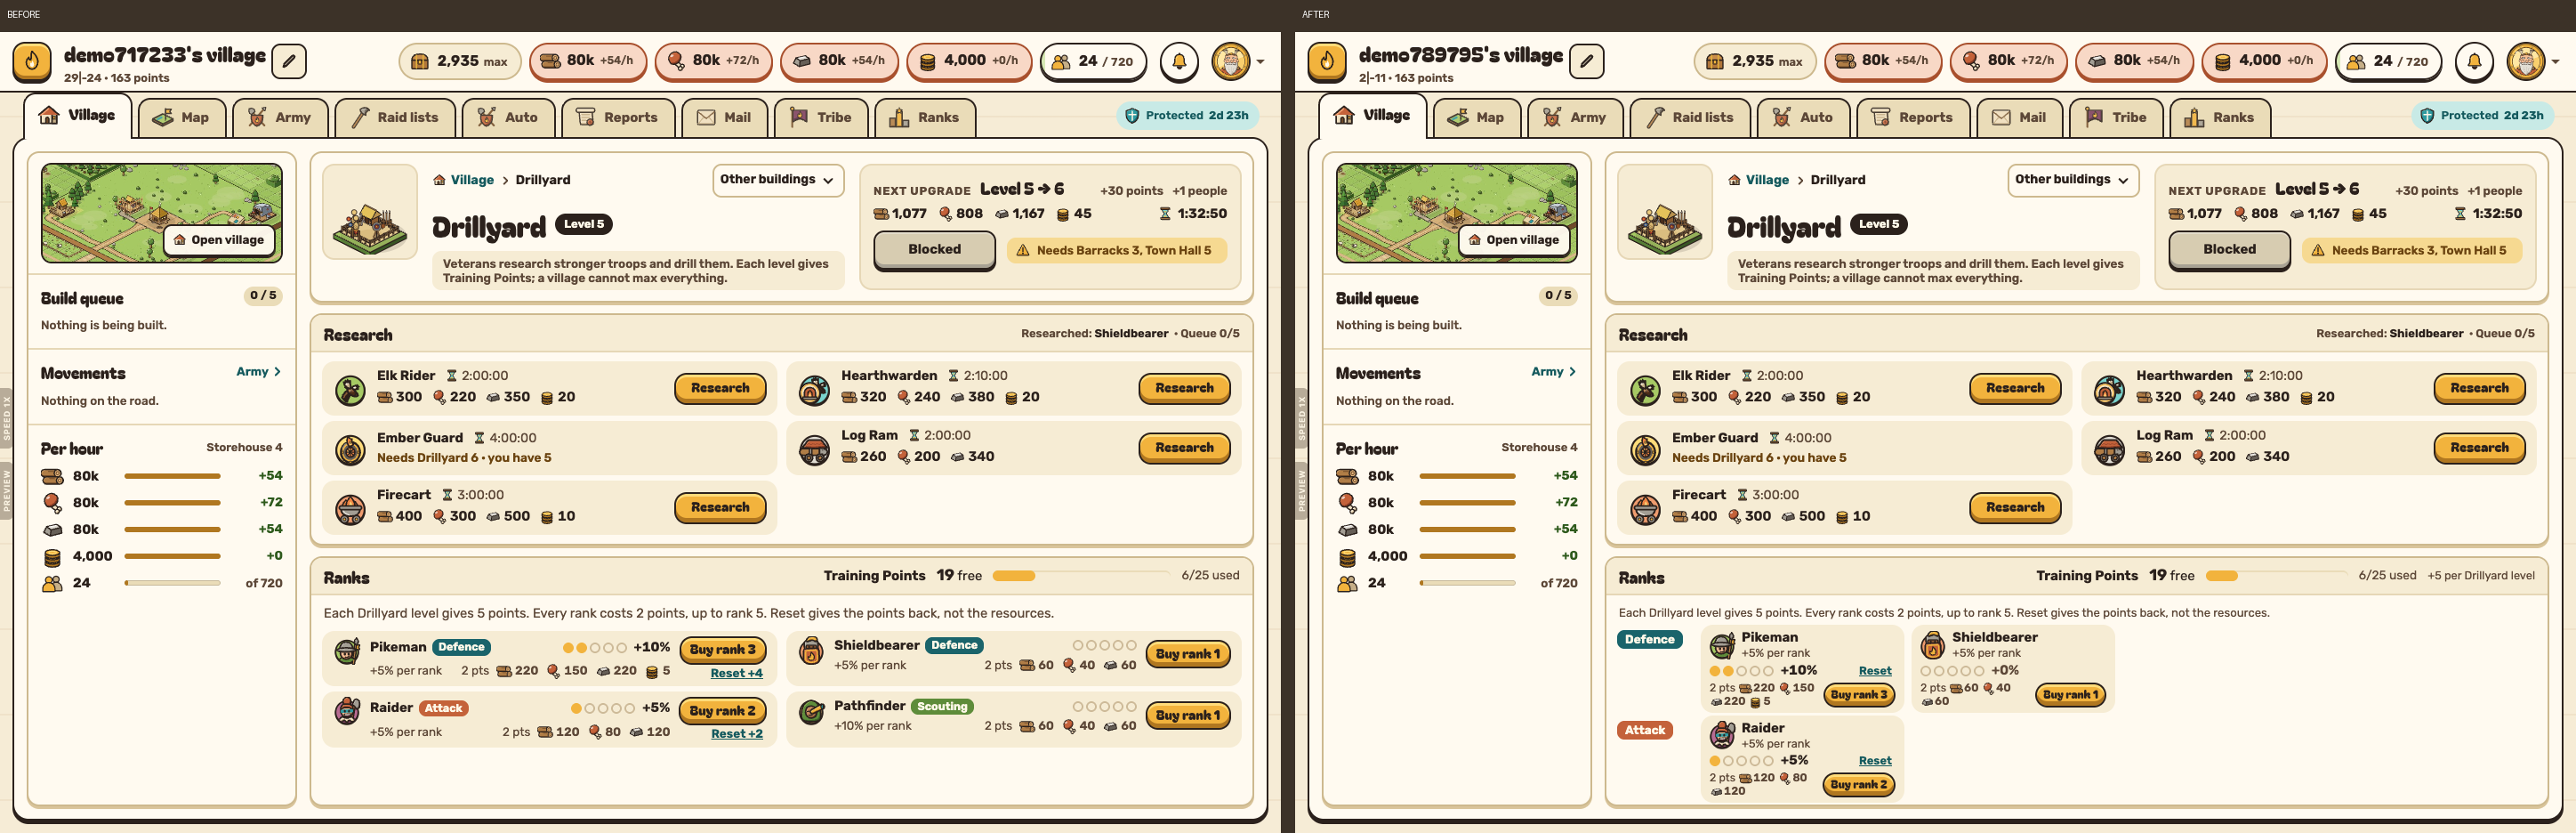 BEFORE
demo717233's village
29|-24 • 163 points
2,935 max
80k +54/h
80k +72/h
80k +54/h
4,000 +0/h
24 / 720
Village
Map
Army
Raid lists
Auto
Reports
Mail
Tribe
Ranks
Protected 2d 23h
Open village
Build queue 0 / 5
Nothing is being built.
Movements Army >
Nothing on the road.
Per hour Storehouse 4
80k +54
80k +72
80k +54
4,000 +0
24 of 720
SPEED 1X
PREVIEW
Village > Drillyard
Other buildings
Drillyard Level 5
Veterans research stronger troops and drill them. Each level gives
Training Points; a village cannot max everything.
NEXT UPGRADE Level 5 → 6 +30 points +1 people
1,077 808 1,167 45 1:32:50
Blocked
Needs Barracks 3, Town Hall 5
Research Researched: Shieldbearer • Queue 0/5
Elk Rider 2:00:00
300 220 350 20
Research
Hearthwarden 2:10:00
320 240 380 20
Research
Ember Guard 4:00:00
Needs Drillyard 6 • you have 5
Log Ram 2:00:00
260 200 340
Research
Firecart 3:00:00
400 300 500 10
Research
Ranks Training Points 19 free 6/25 used
Each Drillyard level gives 5 points. Every rank costs 2 points, up to rank 5. Reset gives the points back, not the resources.
Pikeman Defence +10% Buy rank 3
+5% per rank 2 pts 220 150 220 5 Reset +4
Shieldbearer Defence Buy rank 1
+5% per rank 2 pts 60 40 60
Raider Attack +5% Buy rank 2
+5% per rank 2 pts 120 80 120 Reset +2
Pathfinder Scouting Buy rank 1
+10% per rank 2 pts 60 40 60
AFTER
demo789795's village
2|-11 • 163 points
2,935 max
80k +54/h
80k +72/h
80k +54/h
4,000 +0/h
24 / 720
Village
Map
Army
Raid lists
Auto
Reports
Mail
Tribe
Ranks
Protected 2d 23h
Open village
Build queue 0 / 5
Nothing is being built.
Movements Army >
Nothing on the road.
Per hour Storehouse 4
80k +54
80k +72
80k +54
4,000 +0
24 of 720
SPEED 1X
PREVIEW
Village > Drillyard
Other buildings
Drillyard Level 5
Veterans research stronger troops and drill them. Each level gives
Training Points; a village cannot max everything.
NEXT UPGRADE Level 5 → 6 +30 points +1 people
1,077 808 1,167 45 1:32:50
Blocked
Needs Barracks 3, Town Hall 5
Research Researched: Shieldbearer • Queue 0/5
Elk Rider 2:00:00
300 220 350 20
Research
Hearthwarden 2:10:00
320 240 380 20
Research
Ember Guard 4:00:00
Needs Drillyard 6 • you have 5
Log Ram 2:00:00
260 200 340
Research
Firecart 3:00:00
400 300 500 10
Research
Ranks Training Points 19 free 6/25 used +5 per Drillyard level
Each Drillyard level gives 5 points. Every rank costs 2 points, up to rank 5. Reset gives the points back, not the resources.
Defence
Pikeman
+5% per rank
+10% Reset
2 pts 220 150
220 5
Buy rank 3
Shieldbearer
+5% per rank
+0%
2 pts 60 40
60
Buy rank 1
Attack
Raider
+5% per rank
+5% Reset
2 pts 120 80
120
Buy rank 2